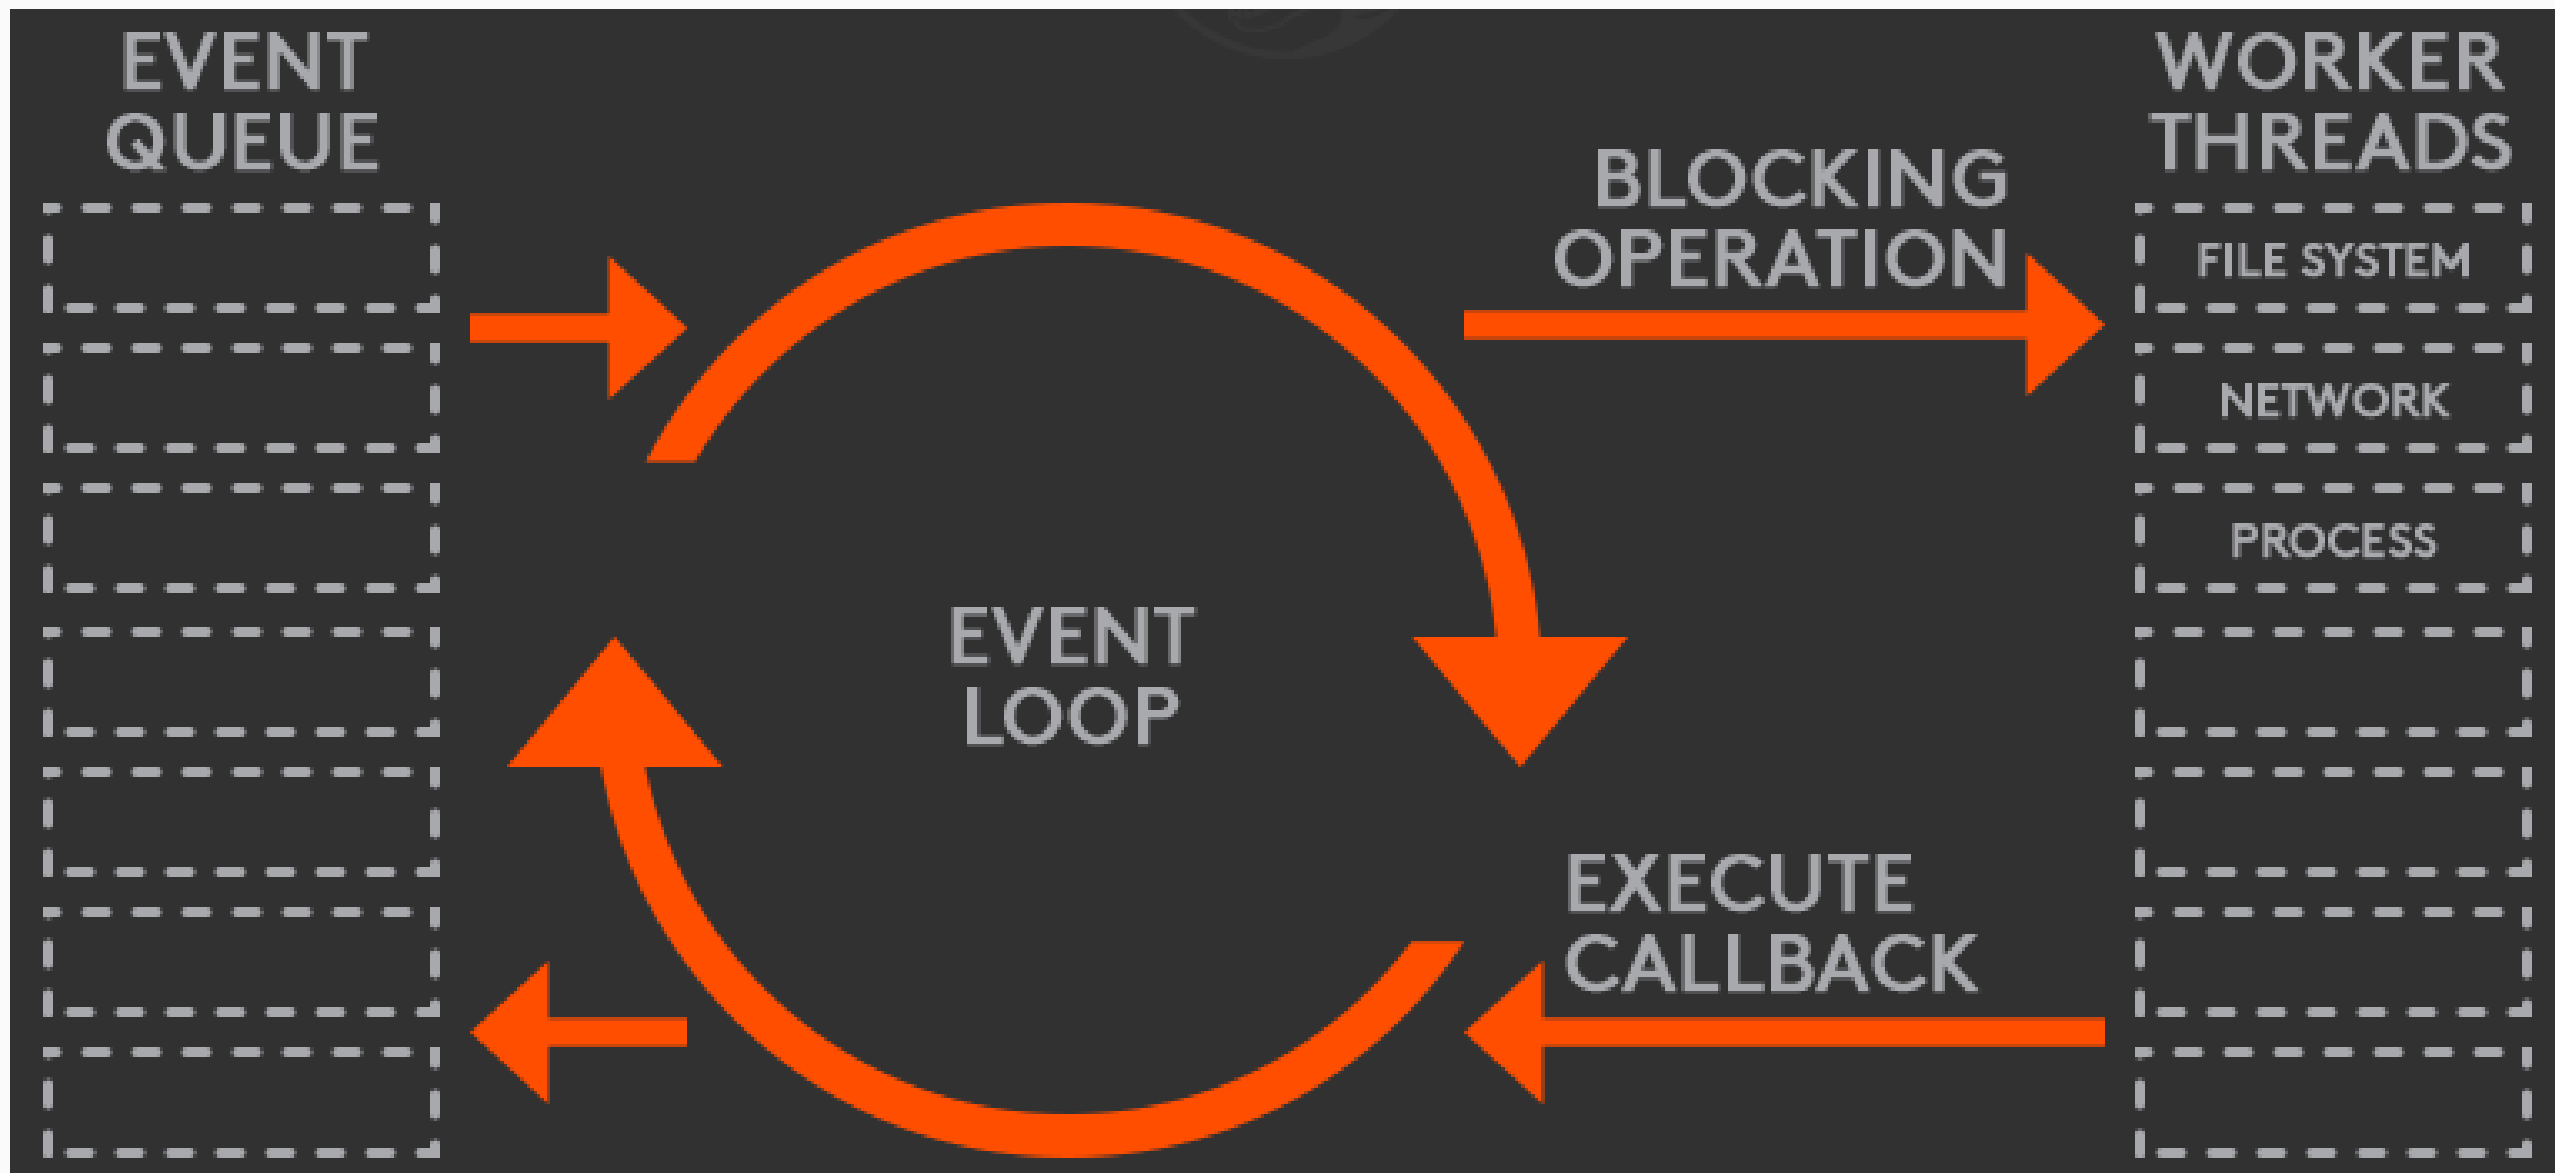 EVENT
QUEUE
EVENT
LOOP
BLOCKING
OPERATION
EXECUTE
CALLBACK
WORKER
THREADS
FILE SYSTEM
NETWORK
PROCESS